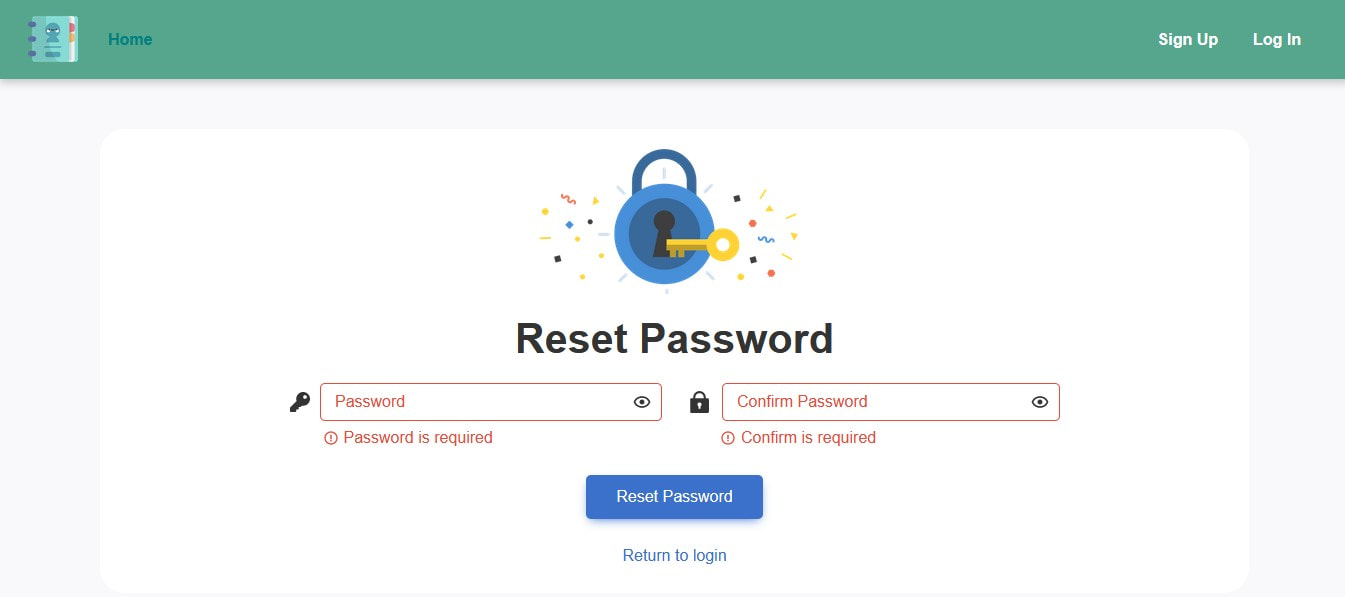 Home
Sign Up
Log In
Reset Password
Password
Confirm Password
Password is required
Confirm is required
Reset Password
Return to login